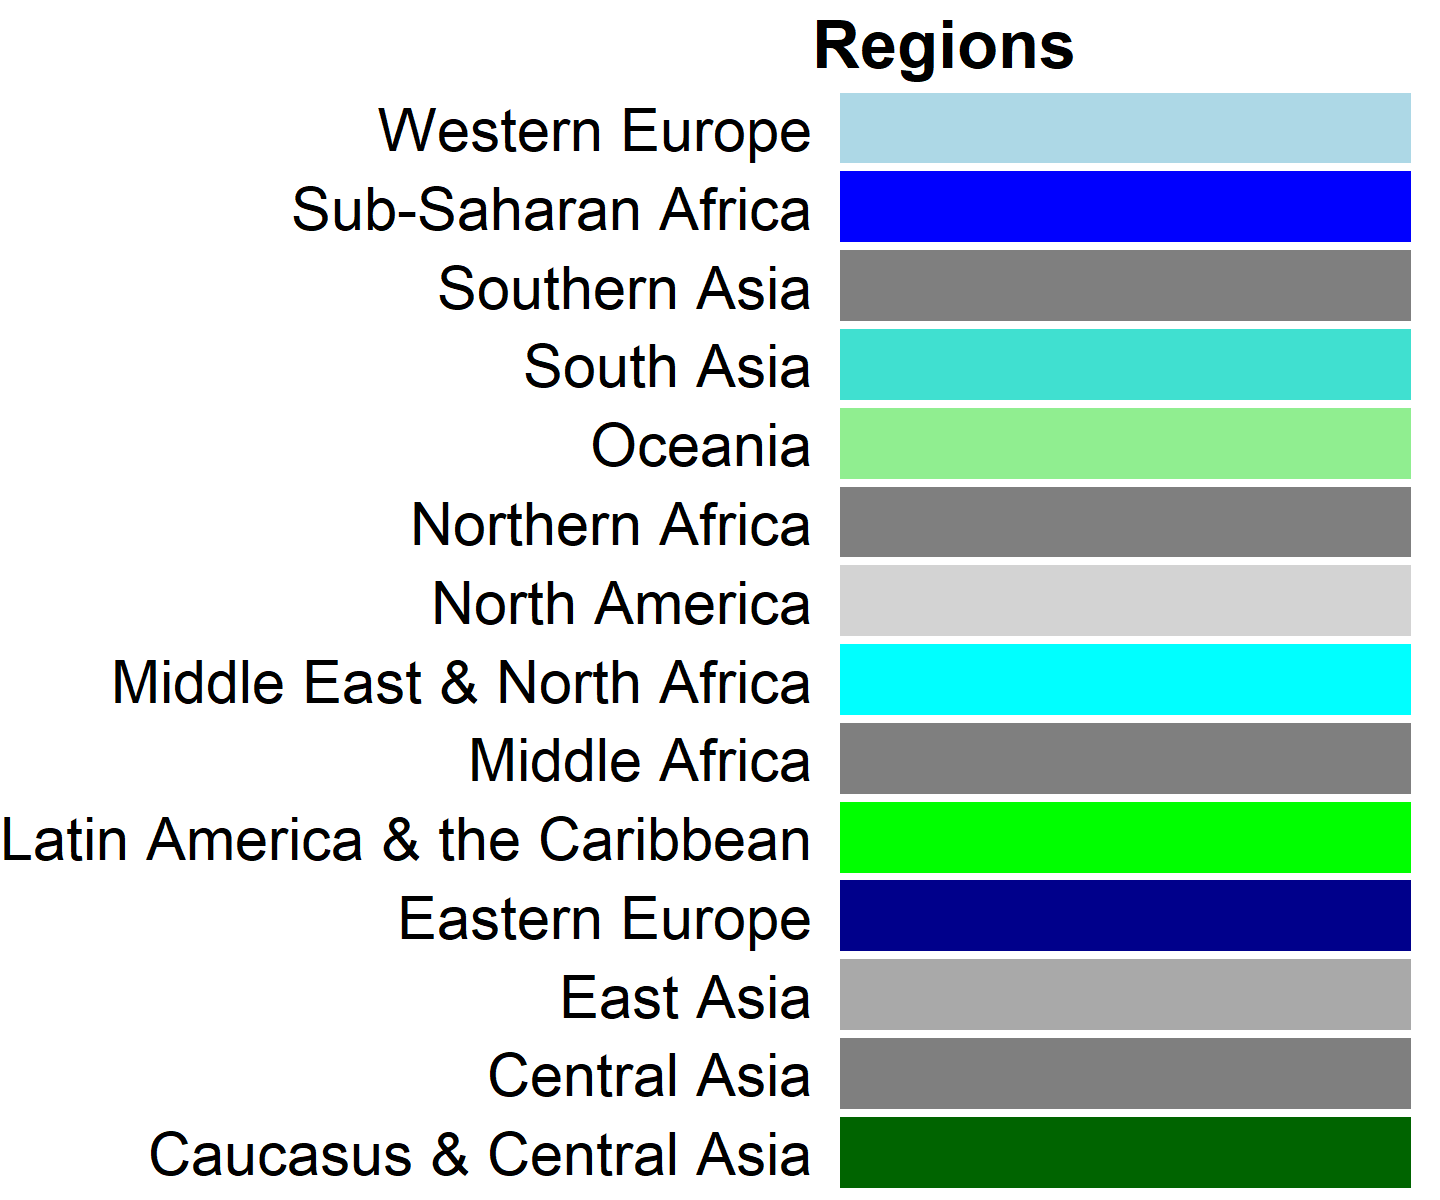 Regions
Western Europe
Sub-Saharan Africa
Southern Asia
South Asia
Oceania
Northern Africa
North America
Middle East & North Africa
Middle Africa
Latin America & the Caribbean
Eastern Europe
East Asia
Central Asia
Caucasus & Central Asia